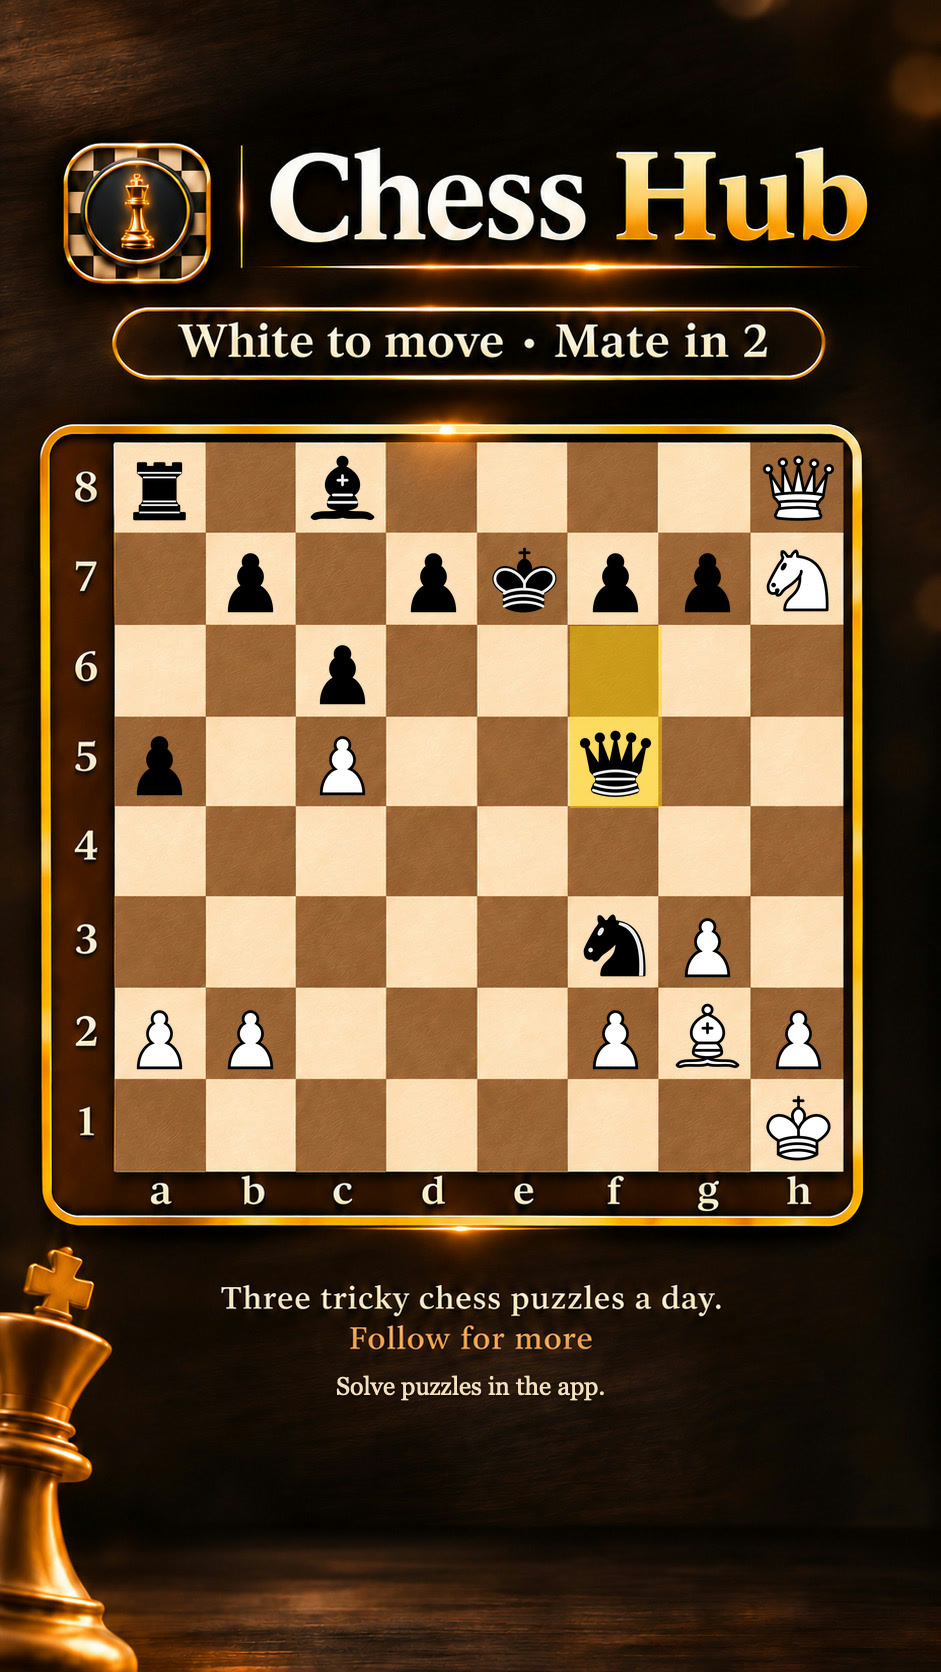 Chess Hub
White to move • Mate in 2
8
7
6
5
4
3
2
1
a b c d e f g h
Three tricky chess puzzles a day.
Follow for more
Solve puzzles in the app.